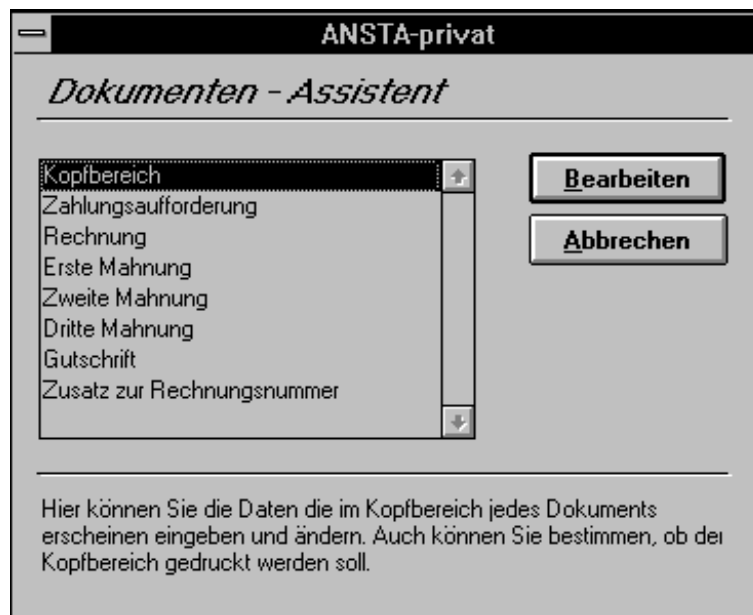 ANSTA-privat
Dokumenten - Assistent
Kopfbereich
Zahlungsaufforderung
Rechnung
Erste Mahnung
Zweite Mahnung
Dritte Mahnung
Gutschrift
Zusatz zur Rechnungsnummer
Bearbeiten
Abbrechen
Hier können Sie die Daten die im Kopfbereich jedes Dokuments
erscheinen eingeben und ändern. Auch können Sie bestimmen, ob der
Kopfbereich gedruckt werden soll.